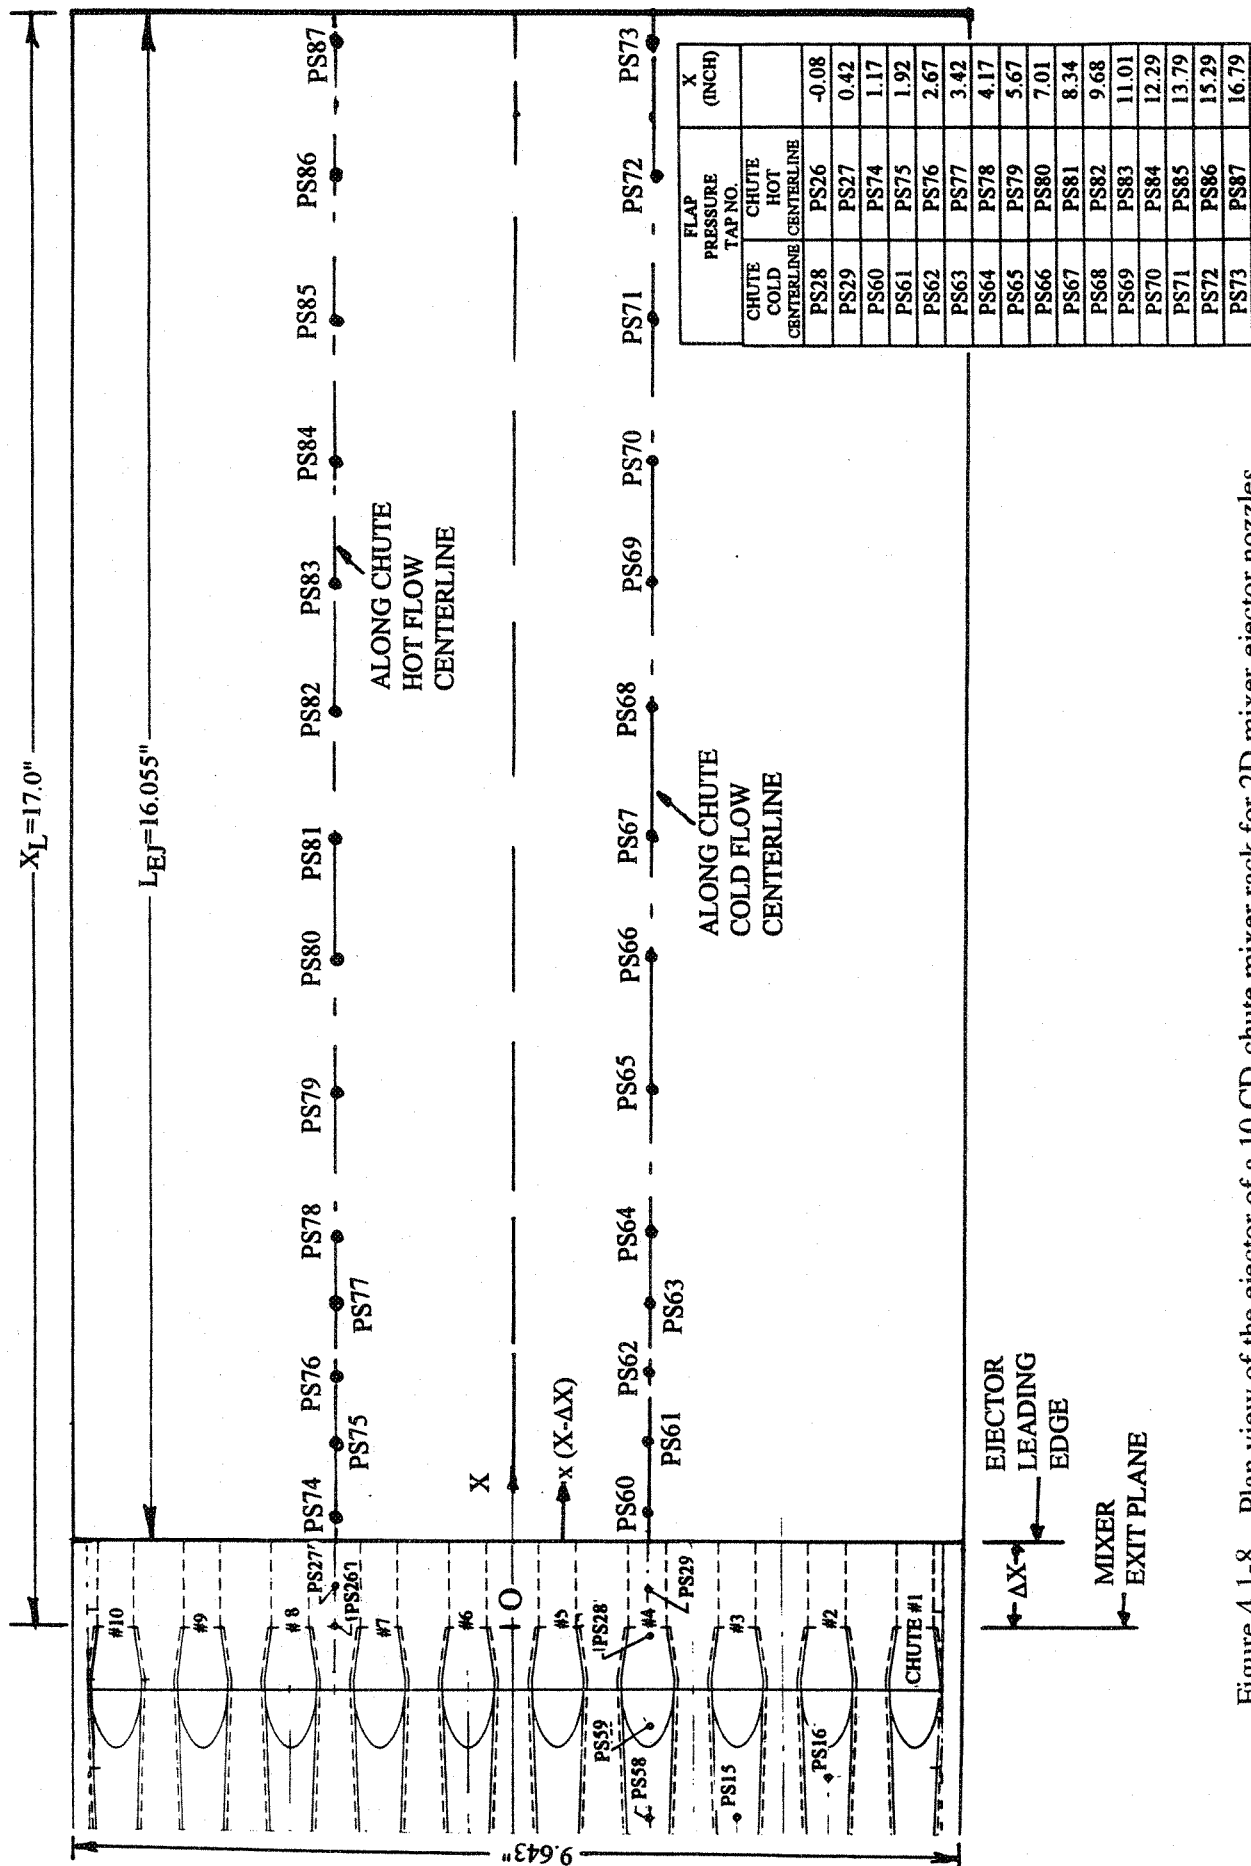 X_L=17.0"
L_EJ=16.055"
9.643"
PS74
PS75
PS76
PS77
PS78
PS79
PS80
PS81
PS82
PS83
PS84
PS85
PS86
PS87
ALONG CHUTE
HOT FLOW
CENTERLINE
X
x (X-ΔX)
O
PS27
PS26
PS28
PS29
PS59
PS58
PS15
PS16
#10
#9
#8
#7
#6
#5
#4
#3
#2
CHUTE #1
PS60
PS61
PS62
PS63
PS64
PS65
PS66
PS67
PS68
PS69
PS70
PS71
PS72
PS73
ALONG CHUTE
COLD FLOW
CENTERLINE
ΔX
EJECTOR
LEADING
EDGE
MIXER
EXIT PLANE
FLAP
PRESSURE
TAP NO.
X
(INCH)
CHUTE COLD CENTERLINE CHUTE HOT CENTERLINE
PS28 PS26 -0.08
PS29 PS27 0.42
PS60 PS74 1.17
PS61 PS75 1.92
PS62 PS76 2.67
PS63 PS77 3.42
PS64 PS78 4.17
PS65 PS79 5.67
PS66 PS80 7.01
PS67 PS81 8.34
PS68 PS82 9.68
PS69 PS83 11.01
PS70 PS84 12.29
PS71 PS85 13.79
PS72 PS86 15.29
PS73 PS87 16.79
Figure 4.1-8 Plan view of the ejector of a 10 CD chute mixer rack for 2D mixer ejector nozzles